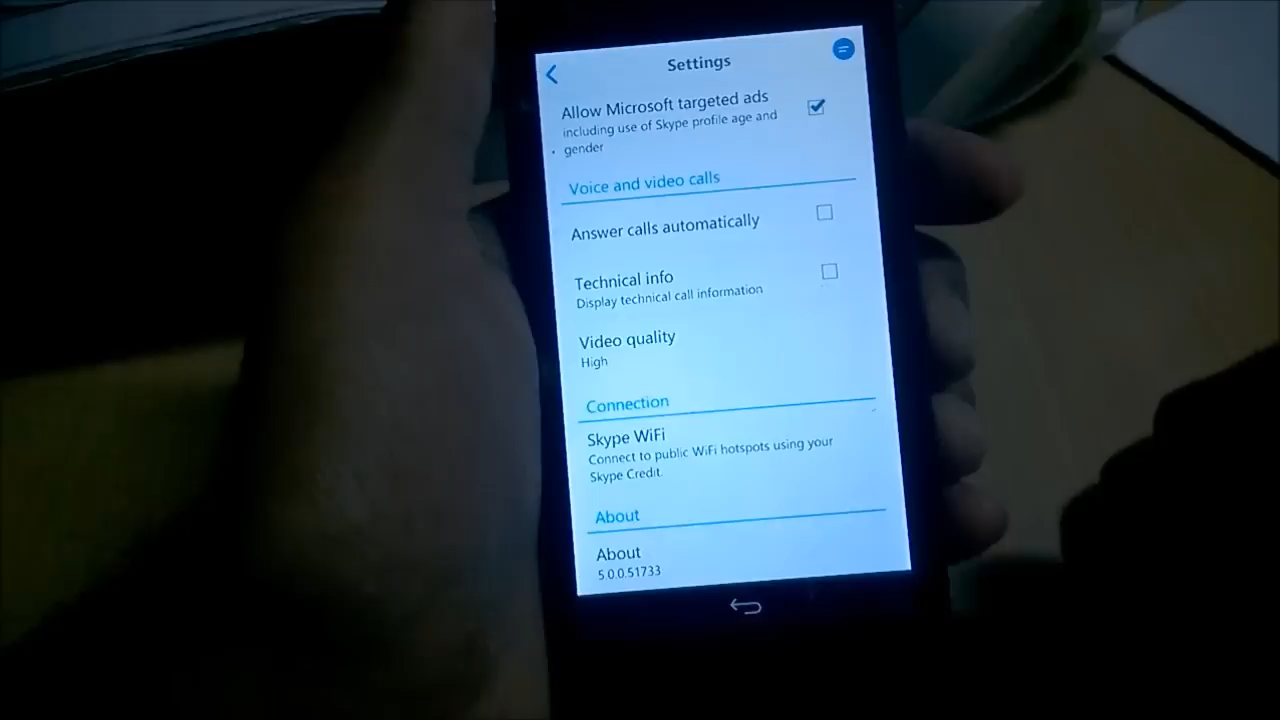 Settings
Allow Microsoft targeted ads
including use of Skype profile age and
gender
Voice and video calls
Answer calls automatically
Technical info
Display technical call information
Video quality
High
Connection
Skype WiFi
Connect to public WiFi hotspots using your
Skype Credit.
About
About
5.0.0.51733